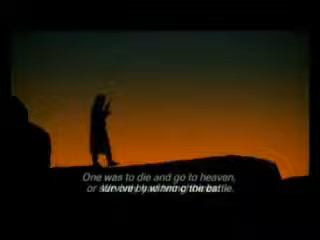 One was to die and go to heaven,
or survive by winning the battle.